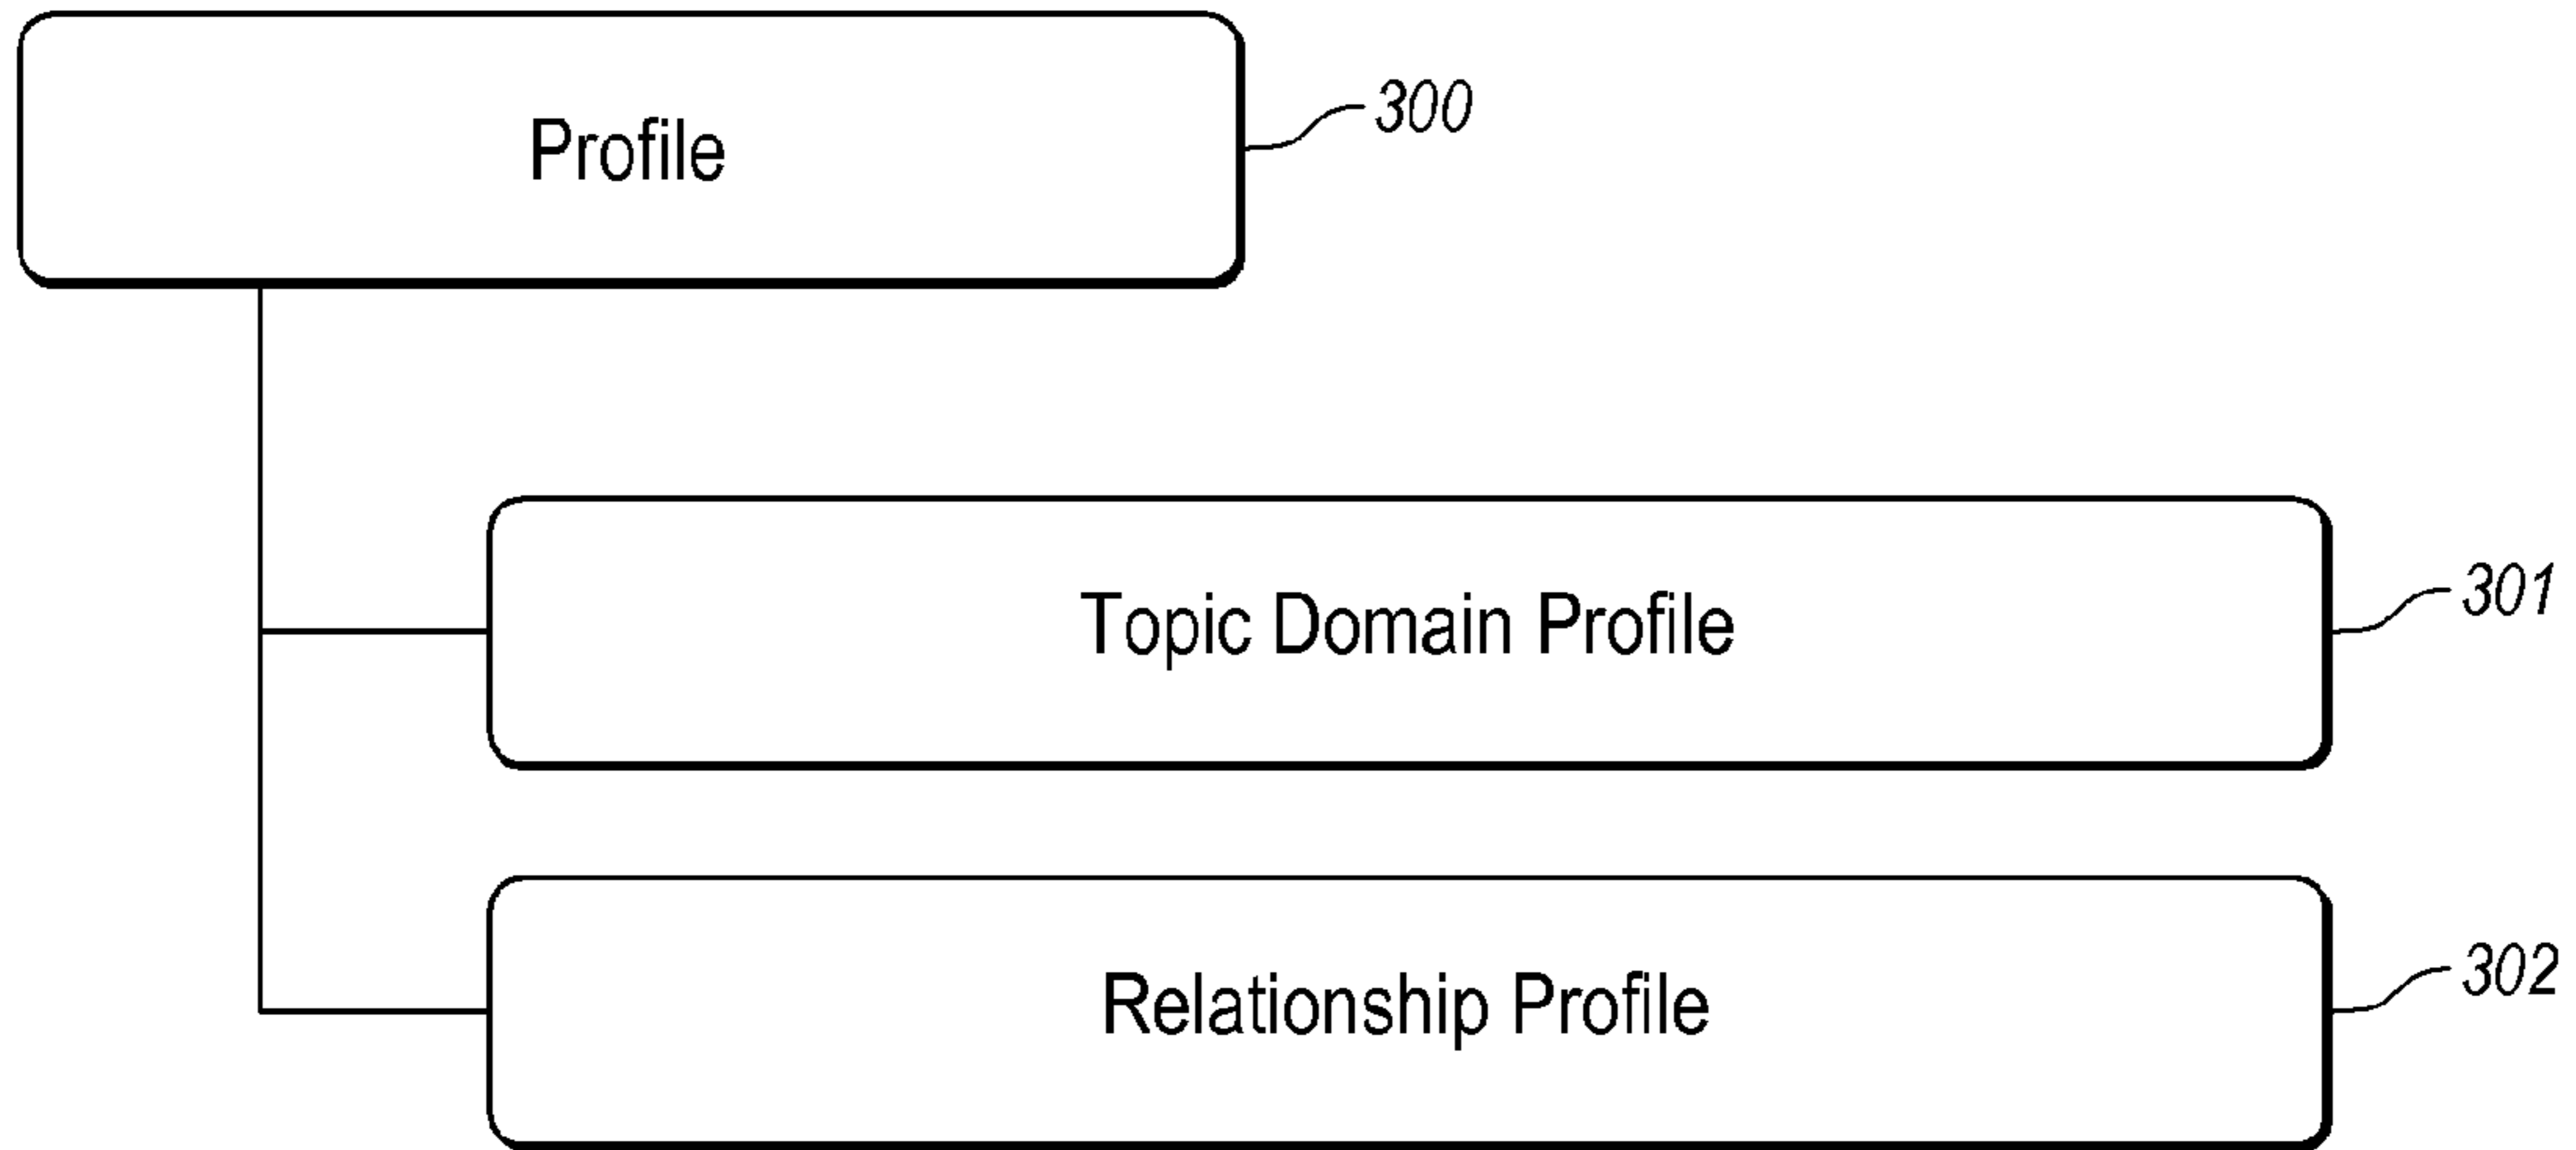 Profile
300
Topic Domain Profile
301
Relationship Profile
302